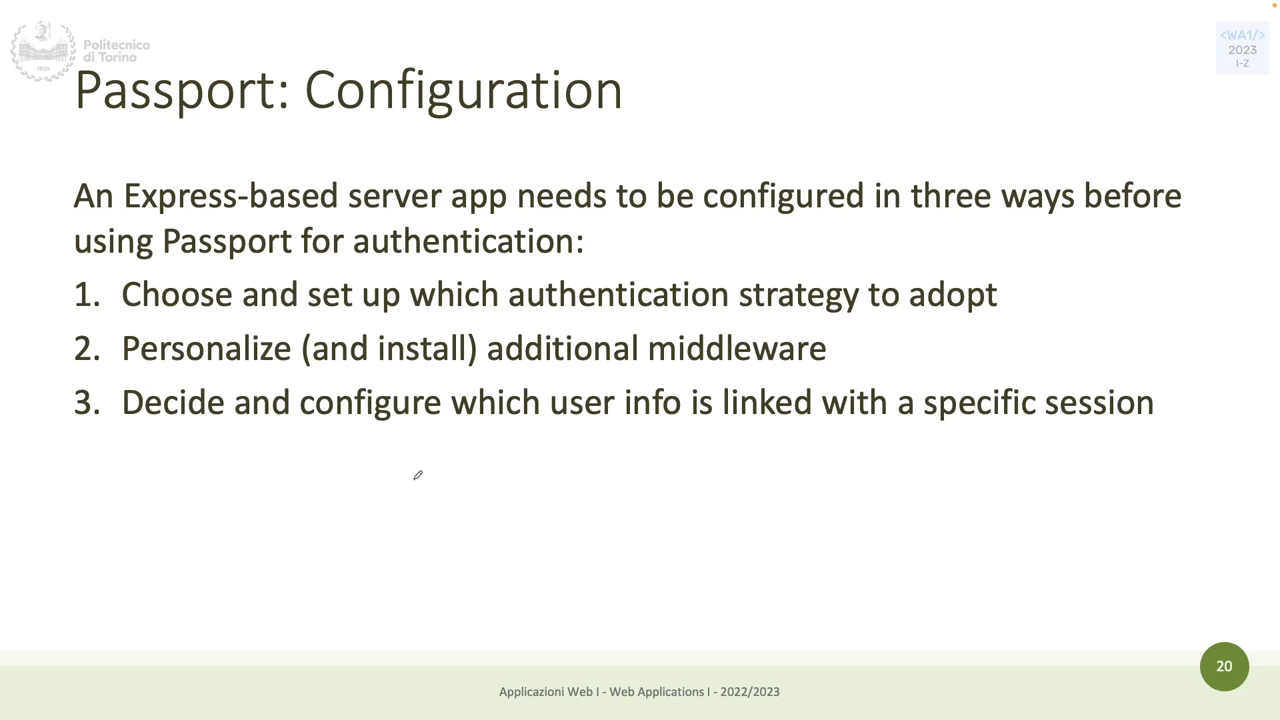 Politecnico
di Torino
1859
<WA1/>
2023
I-Z
Passport: Configuration
An Express-based server app needs to be configured in three ways before
using Passport for authentication:
1. Choose and set up which authentication strategy to adopt
2. Personalize (and install) additional middleware
3. Decide and configure which user info is linked with a specific session
20
Applicazioni Web I - Web Applications I - 2022/2023